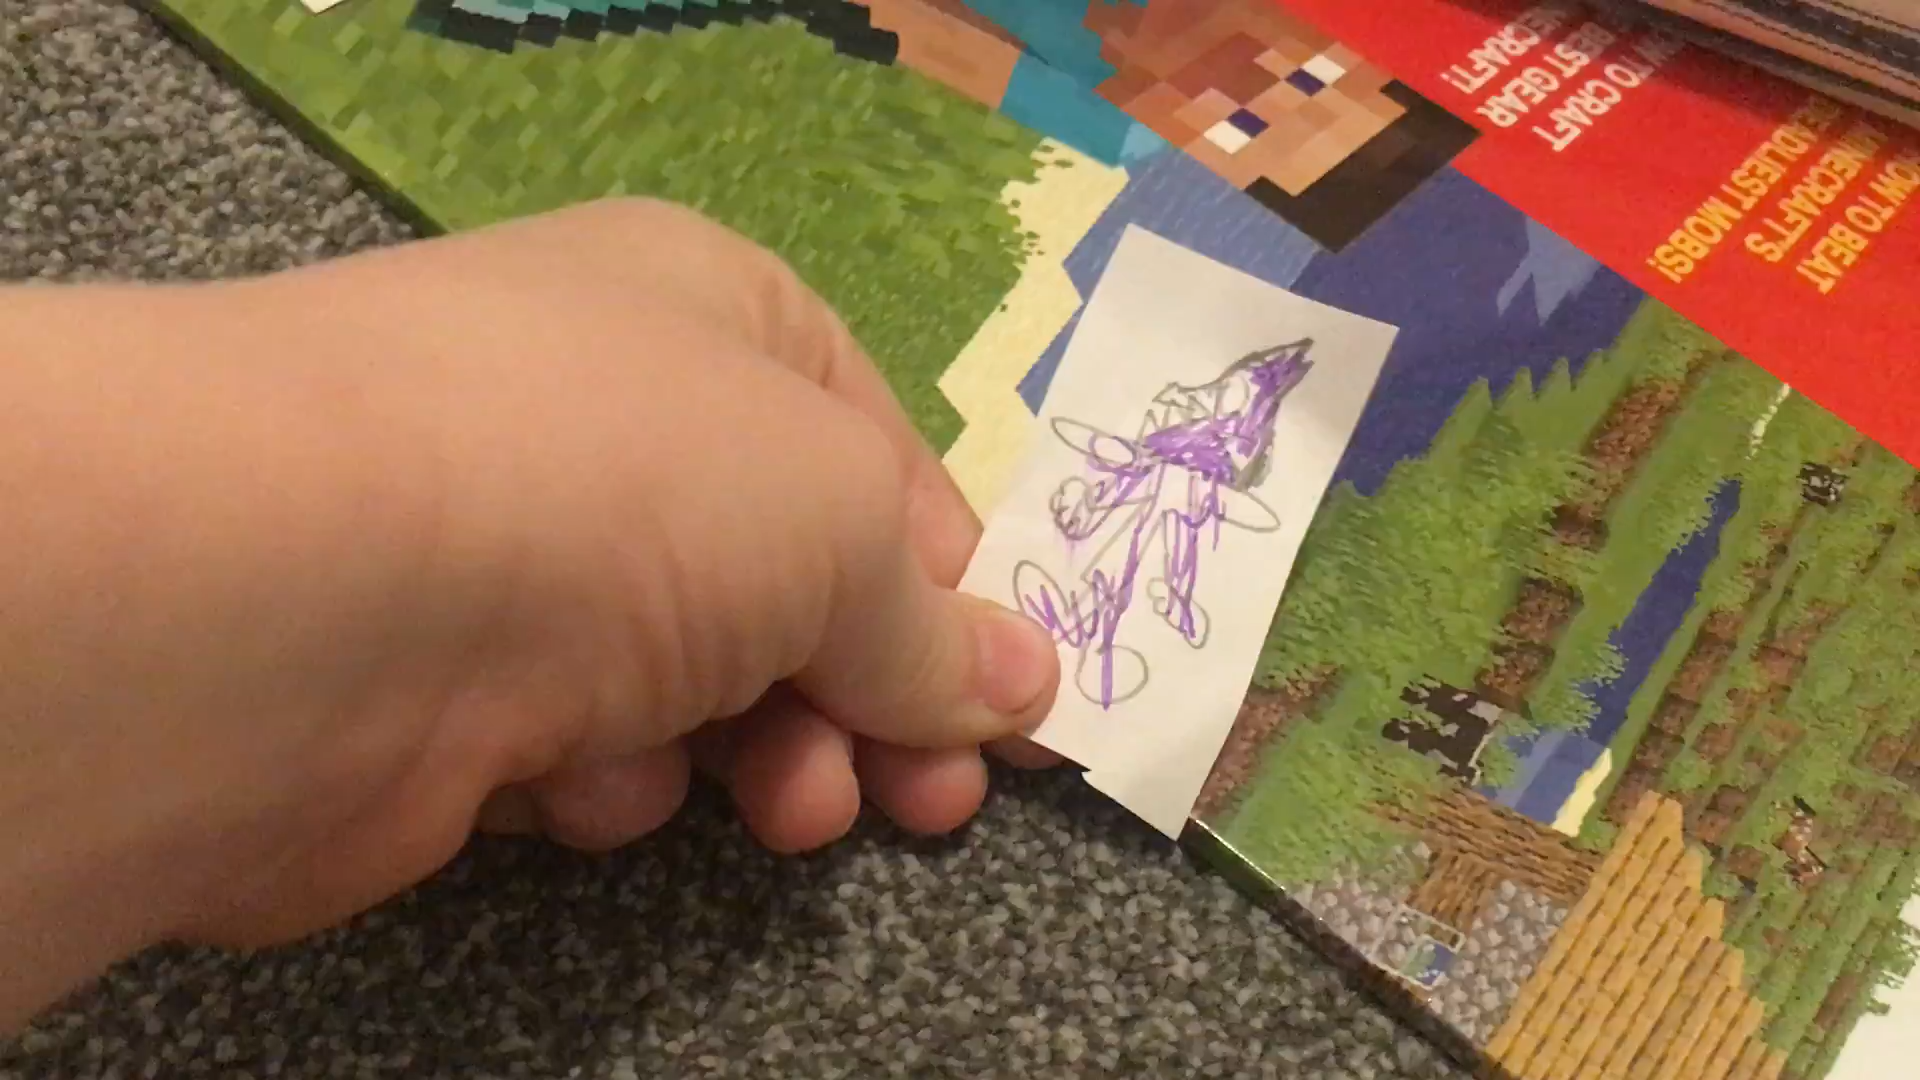 HOW TO CRAFT
BEST GEAR
MINECRAFT!
HOW TO BEAT
MINECRAFT'S
DEADLIEST MOBS!